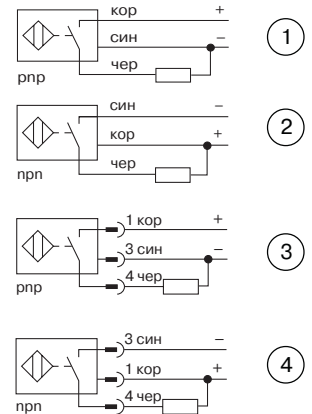 кор +
син –
чер
pnp
1
син –
кор +
чер
npn
2
1 кор +
3 син –
4 чер
pnp
3
3 син –
1 кор +
4 чер
npn
4